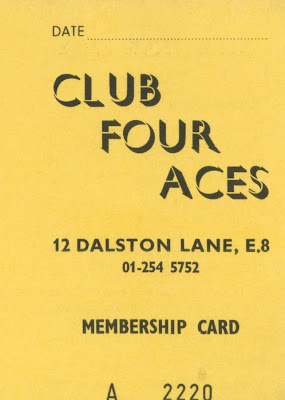 DATE
CLUB
FOUR
ACES
12 DALSTON LANE, E.8
01-254 5752
MEMBERSHIP CARD
A 2220